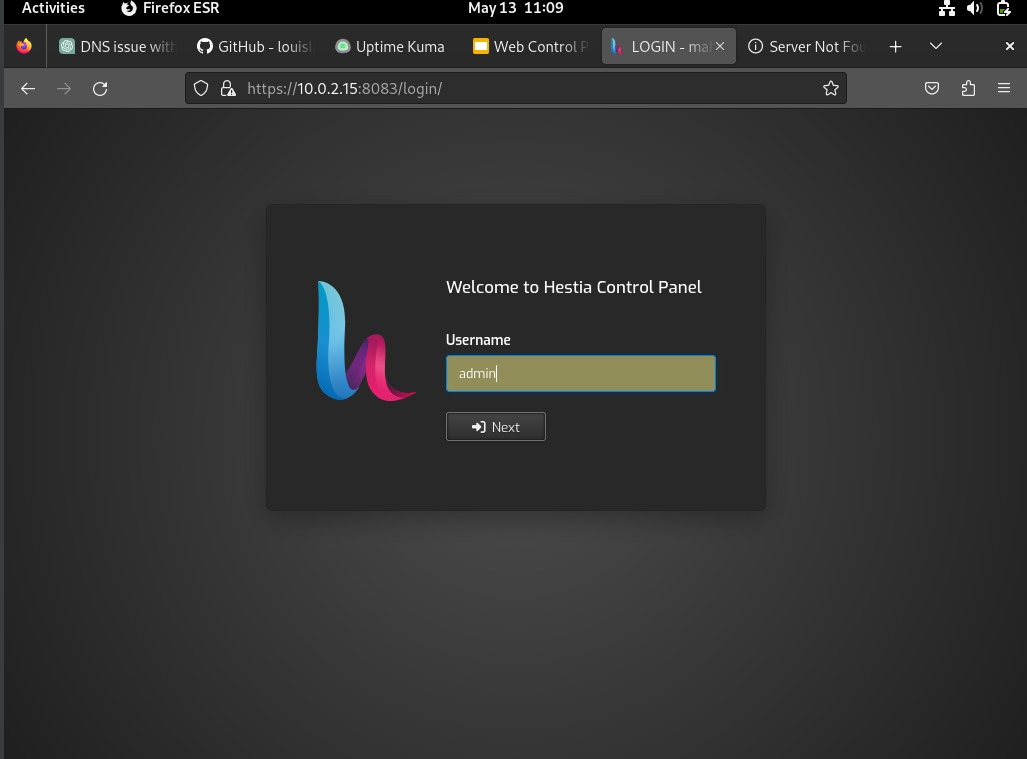 Activities Firefox ESR May 13 11:09
DNS issue with GitHub - louisl Uptime Kuma Web Control P LOGIN - mai Server Not Fou
https://10.0.2.15:8083/login/
Welcome to Hestia Control Panel
Username
admin
Next